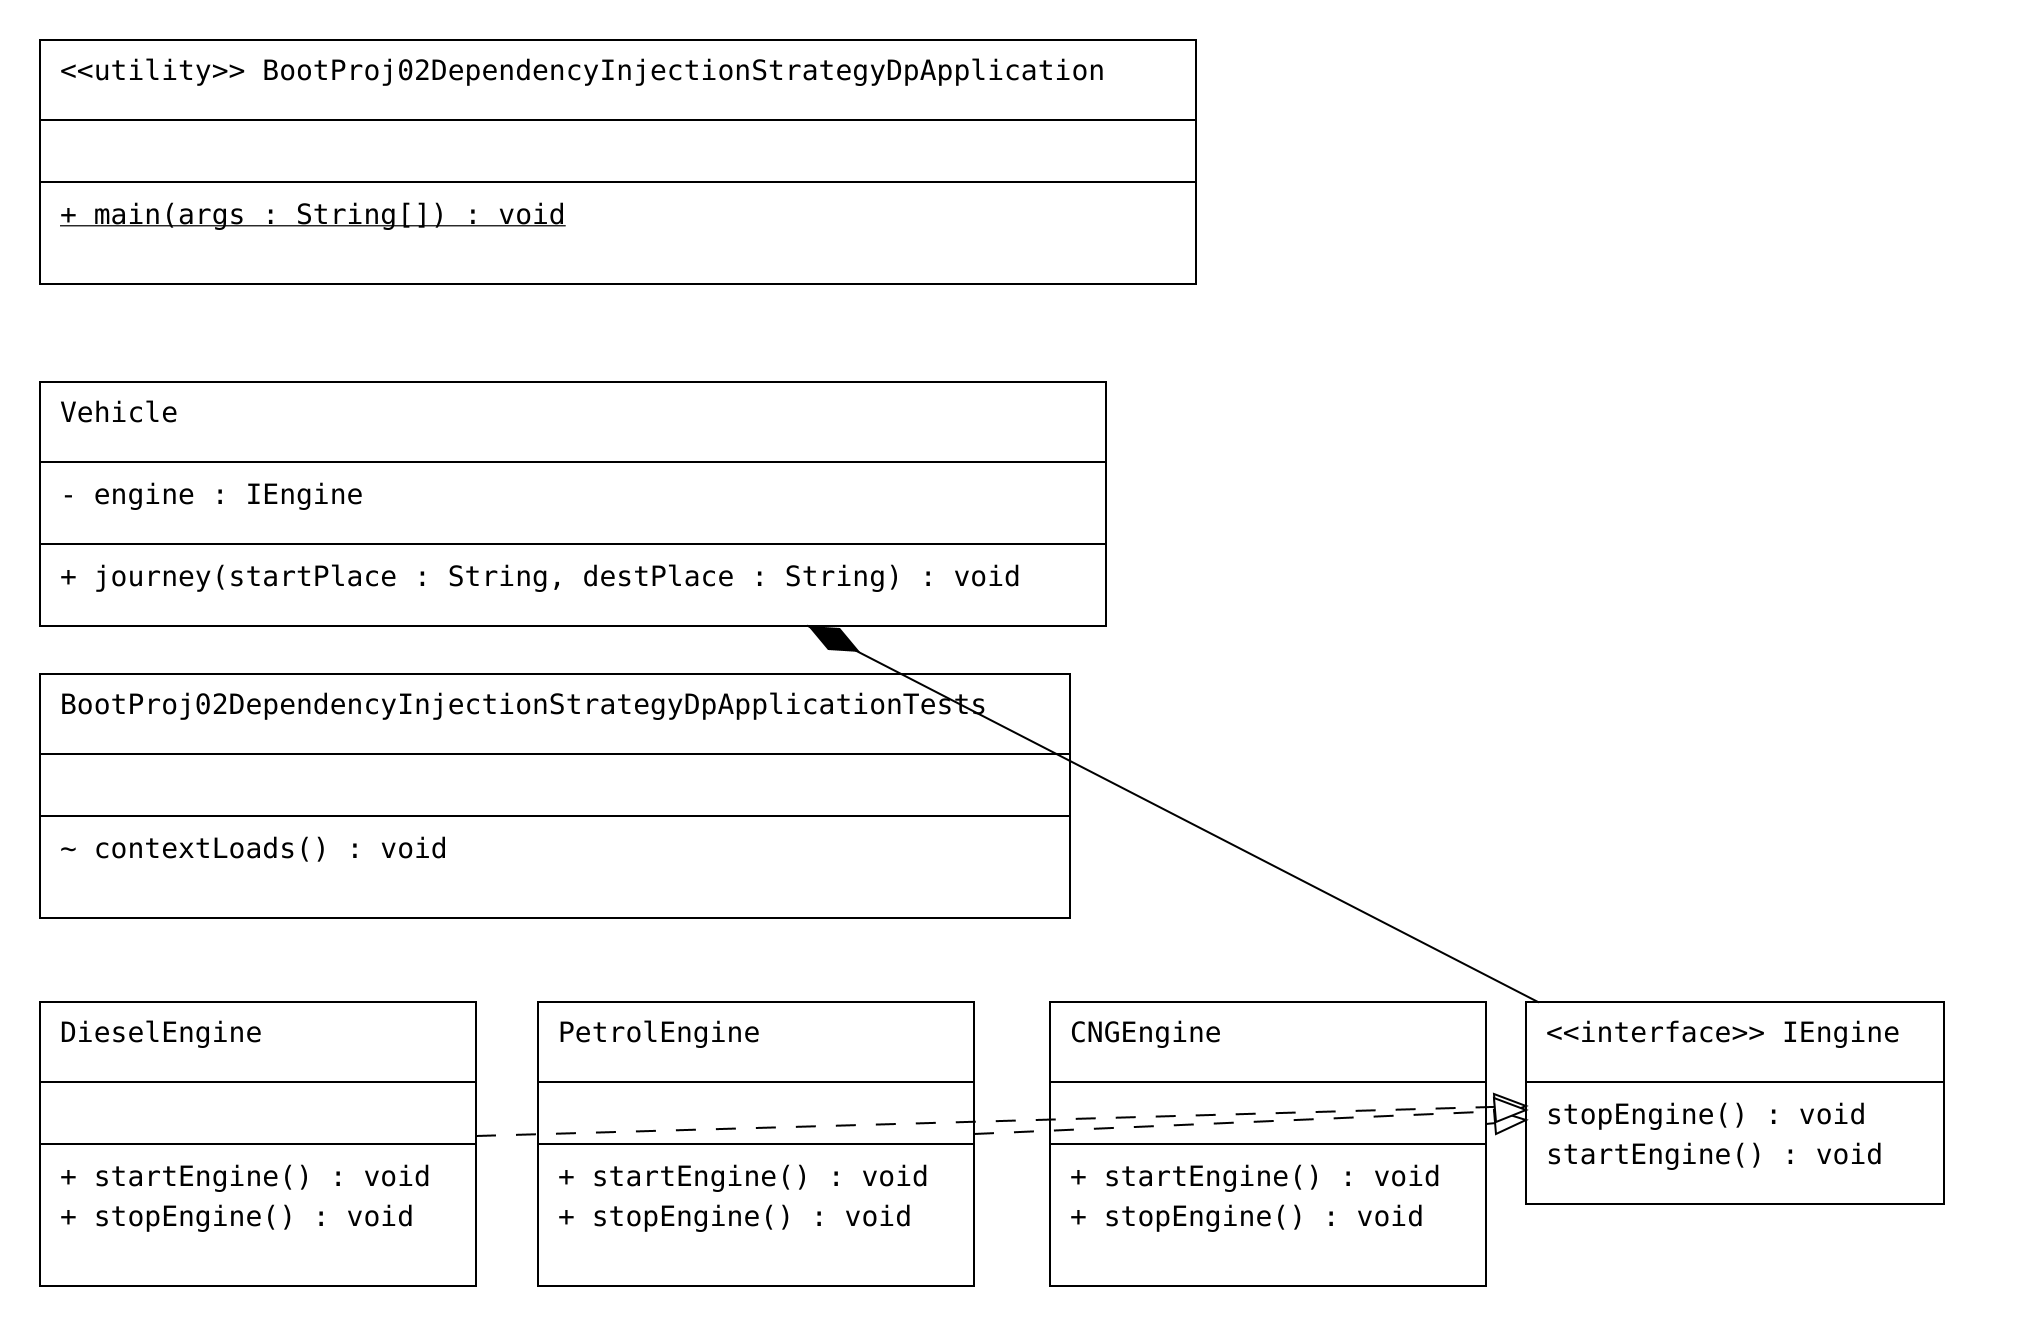 <<utility>> BootProj02DependencyInjectionStrategyDpApplication
+ main(args : String[]) : void
Vehicle
- engine : IEngine
+ journey(startPlace : String, destPlace : String) : void
BootProj02DependencyInjectionStrategyDpApplicationTests
~ contextLoads() : void
DieselEngine
+ startEngine() : void
+ stopEngine() : void
PetrolEngine
+ startEngine() : void
+ stopEngine() : void
CNGEngine
+ startEngine() : void
+ stopEngine() : void
<<interface>> IEngine
stopEngine() : void
startEngine() : void